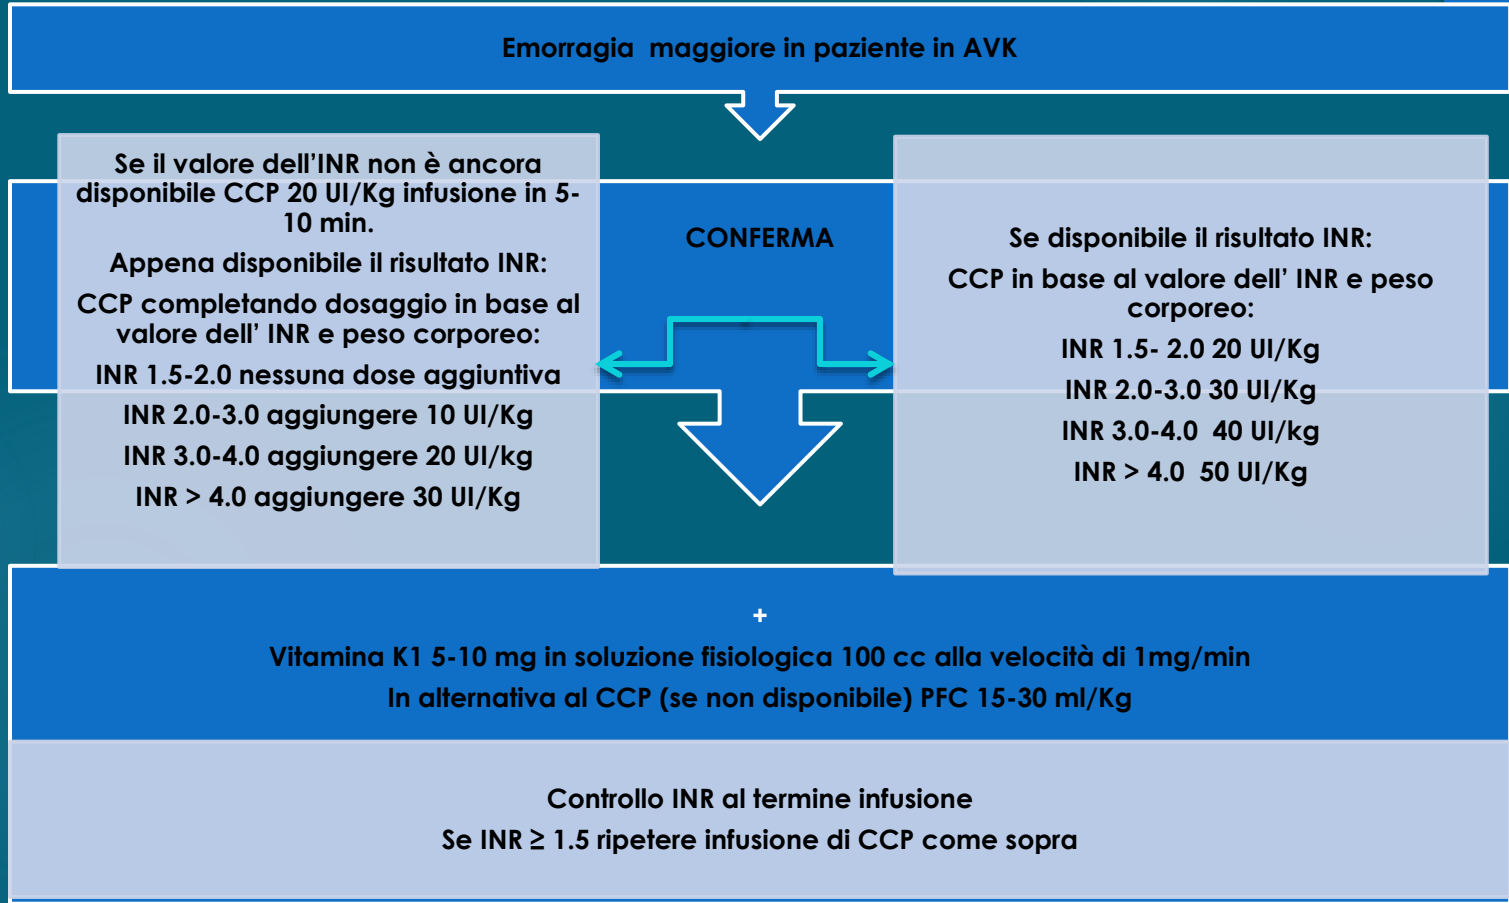 Emorragia maggiore in paziente in AVK
Se il valore dell'INR non è ancora
disponibile CCP 20 UI/Kg infusione in 5-
10 min.
Appena disponibile il risultato INR:
CCP completando dosaggio in base al
valore dell' INR e peso corporeo:
INR 1.5-2.0 nessuna dose aggiuntiva
INR 2.0-3.0 aggiungere 10 UI/Kg
INR 3.0-4.0 aggiungere 20 UI/kg
INR > 4.0 aggiungere 30 UI/Kg
CONFERMA
Se disponibile il risultato INR:
CCP in base al valore dell' INR e peso
corporeo:
INR 1.5- 2.0 20 UI/Kg
INR 2.0-3.0 30 UI/Kg
INR 3.0-4.0 40 UI/kg
INR > 4.0 50 UI/Kg
+
Vitamina K1 5-10 mg in soluzione fisiologica 100 cc alla velocità di 1mg/min
In alternativa al CCP (se non disponibile) PFC 15-30 ml/Kg
Controllo INR al termine infusione
Se INR ≥ 1.5 ripetere infusione di CCP come sopra